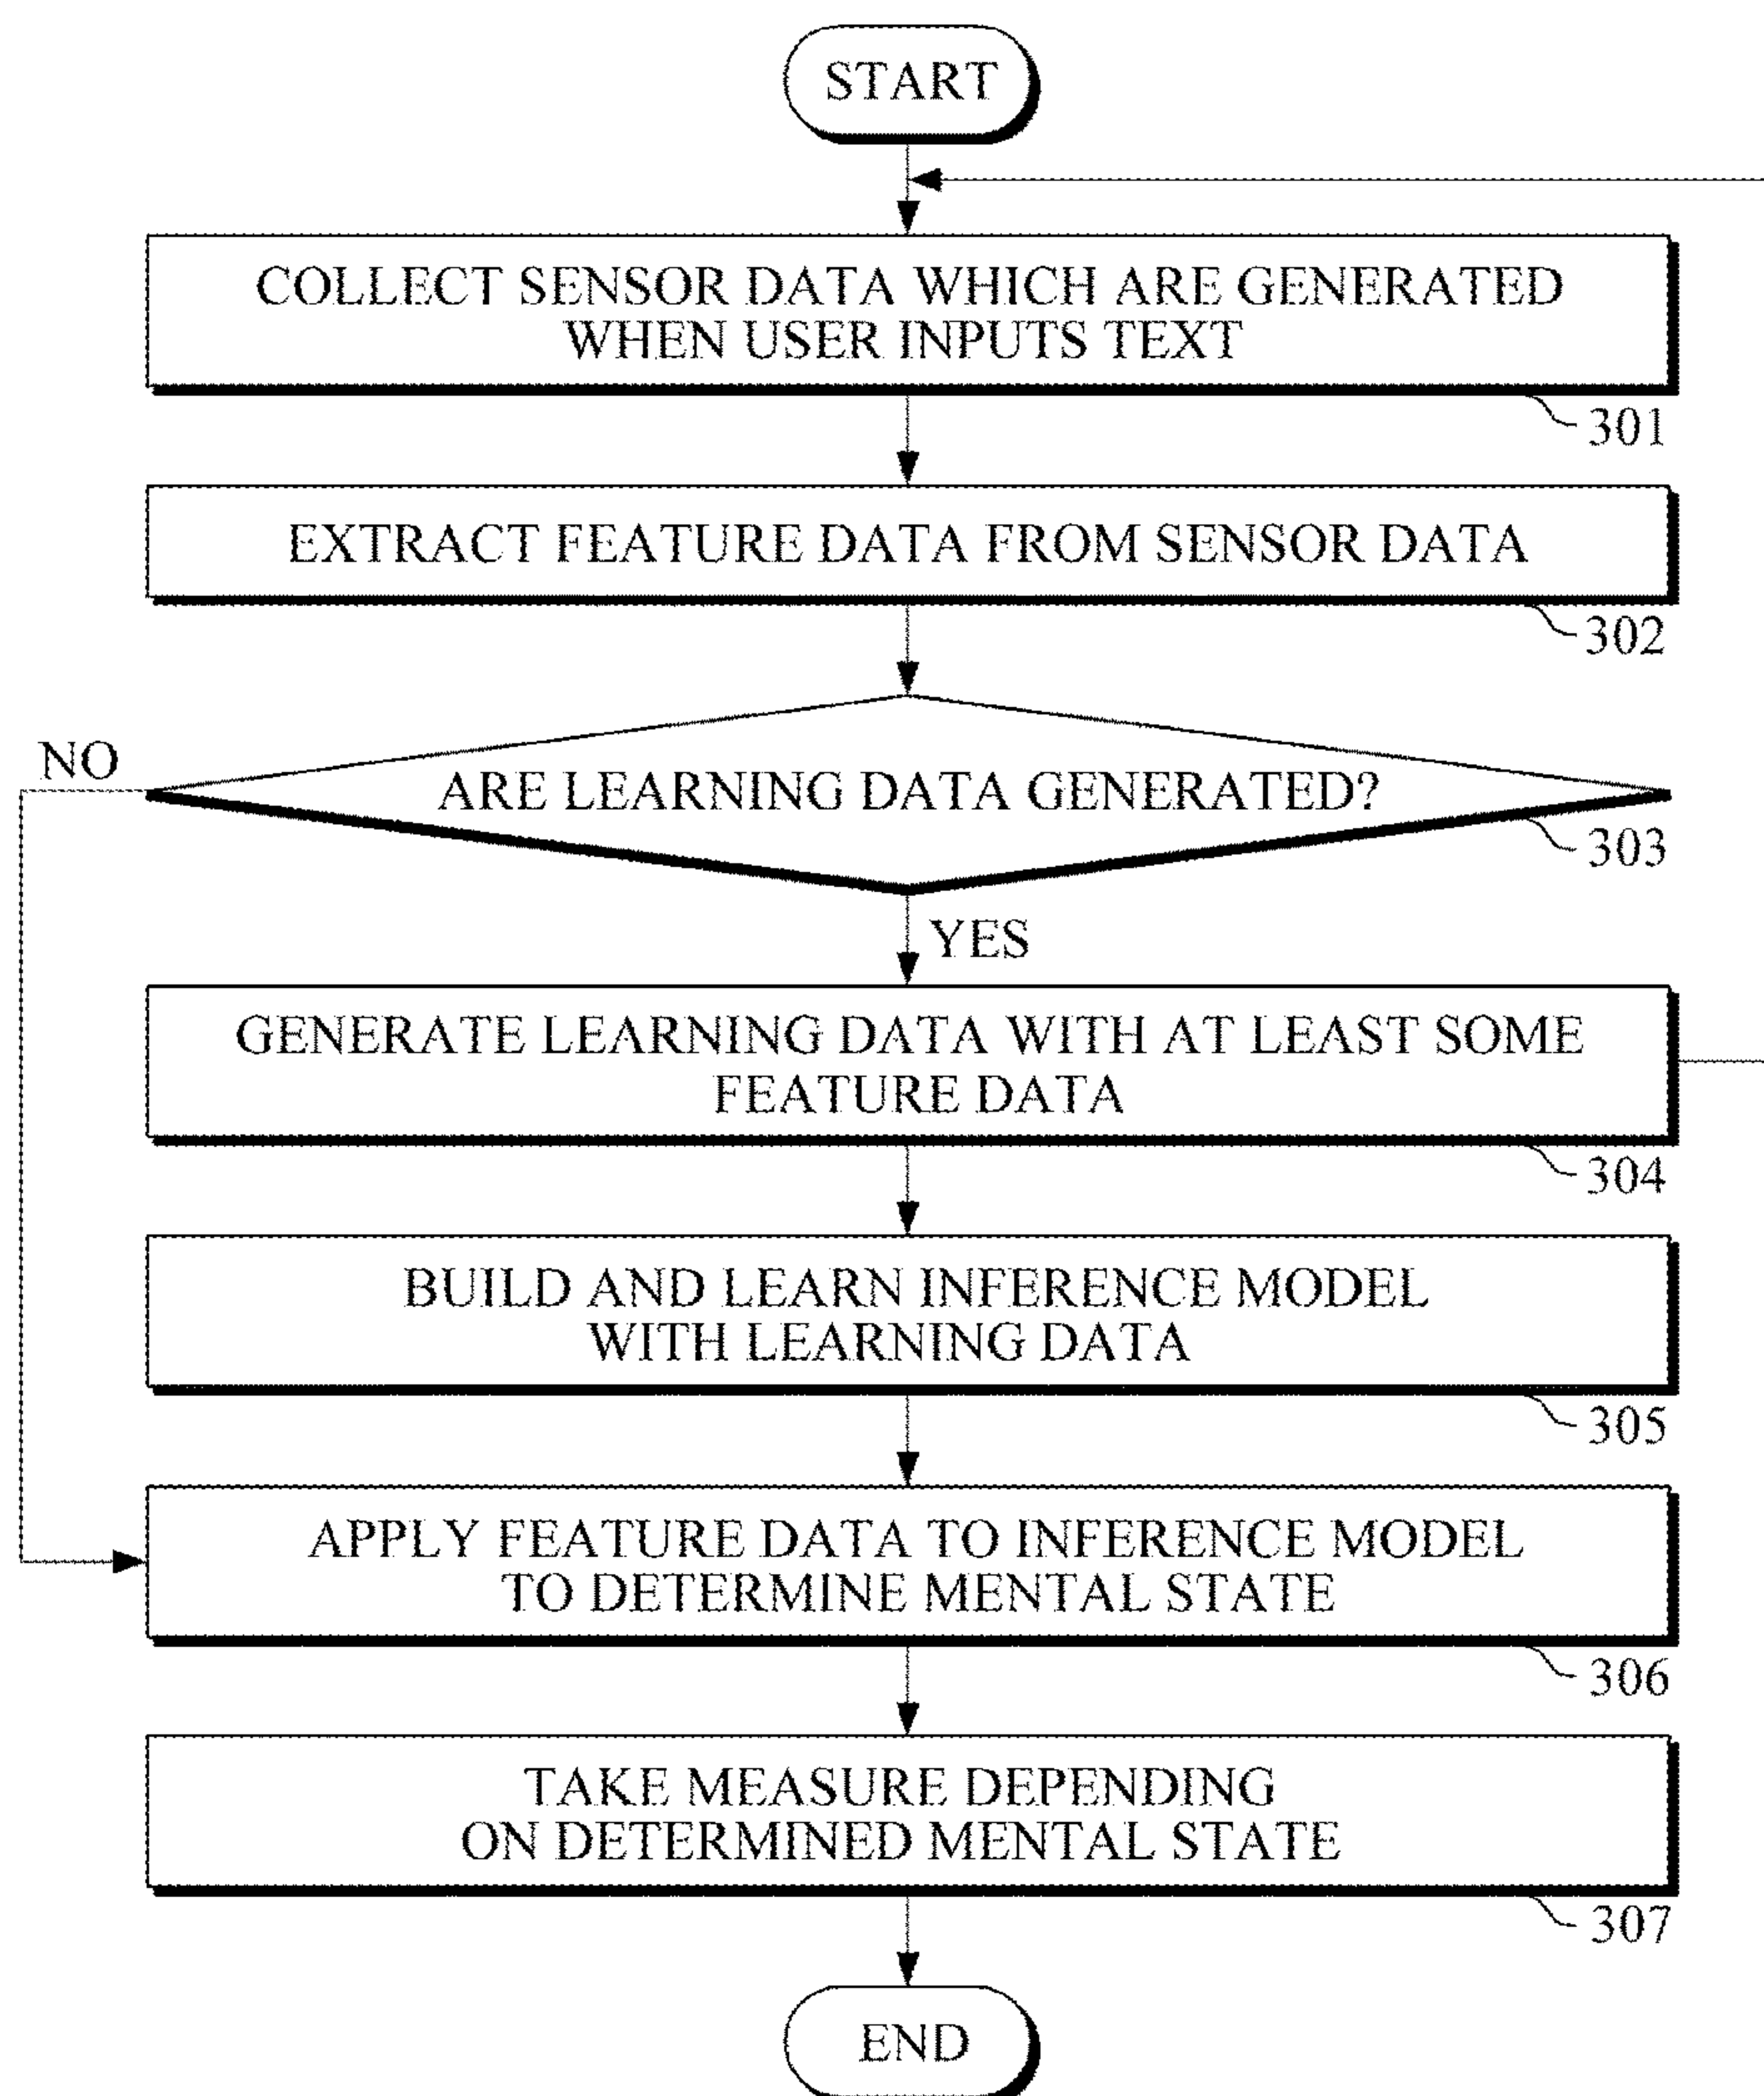 START
COLLECT SENSOR DATA WHICH ARE GENERATED
WHEN USER INPUTS TEXT
301
EXTRACT FEATURE DATA FROM SENSOR DATA
302
NO
ARE LEARNING DATA GENERATED?
303
YES
GENERATE LEARNING DATA WITH AT LEAST SOME
FEATURE DATA
304
BUILD AND LEARN INFERENCE MODEL
WITH LEARNING DATA
305
APPLY FEATURE DATA TO INFERENCE MODEL
TO DETERMINE MENTAL STATE
306
TAKE MEASURE DEPENDING
ON DETERMINED MENTAL STATE
307
END